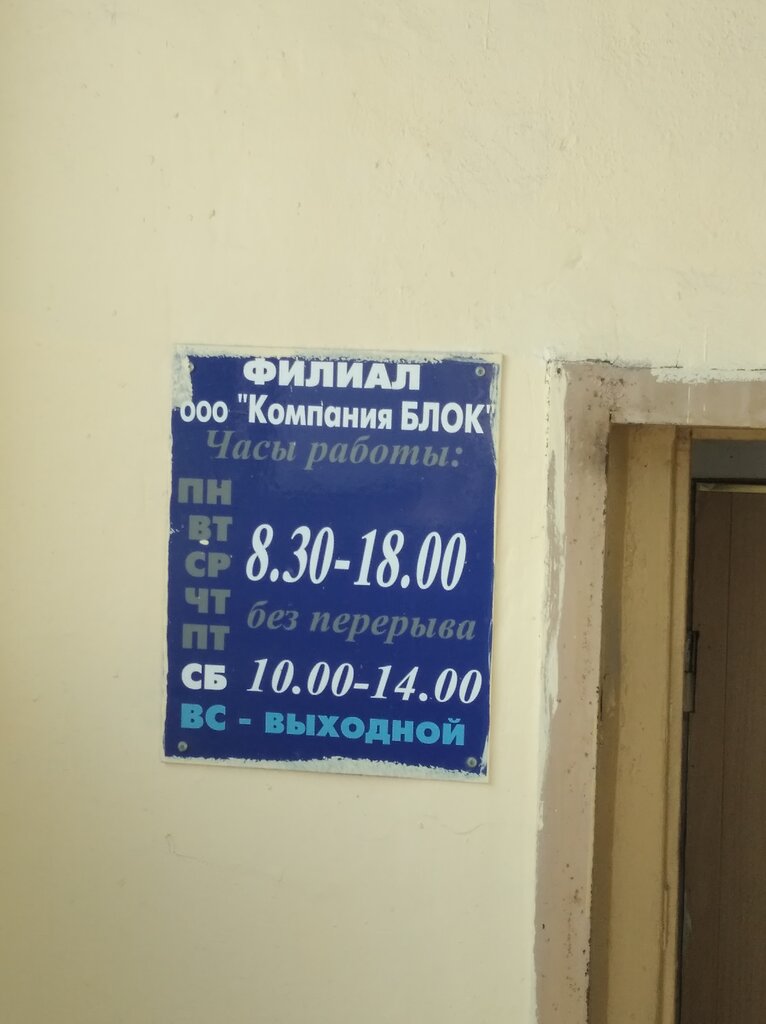 ФИЛИАЛ
ООО "Компания БЛОК"
Часы работы:
ПН
ВТ
СР
ЧТ
ПТ
8.30-18.00
без перерыва
СБ 10.00-14.00
ВС - ВЫХОДНОЙ